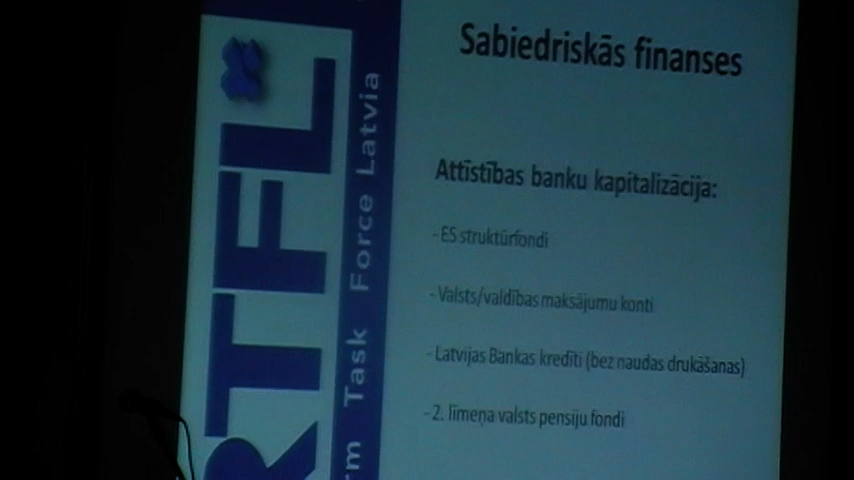 Sabiedriskās finanses
Attīstības banku kapitalizācija:
- ES struktūrfondi
- Valsts/valdības maksājumu konti
- Latvijas Bankas kredīti (bez naudas drukāšanas)
- 2. līmeņa valsts pensiju fondi
RTFL
rm Task Force Latvia